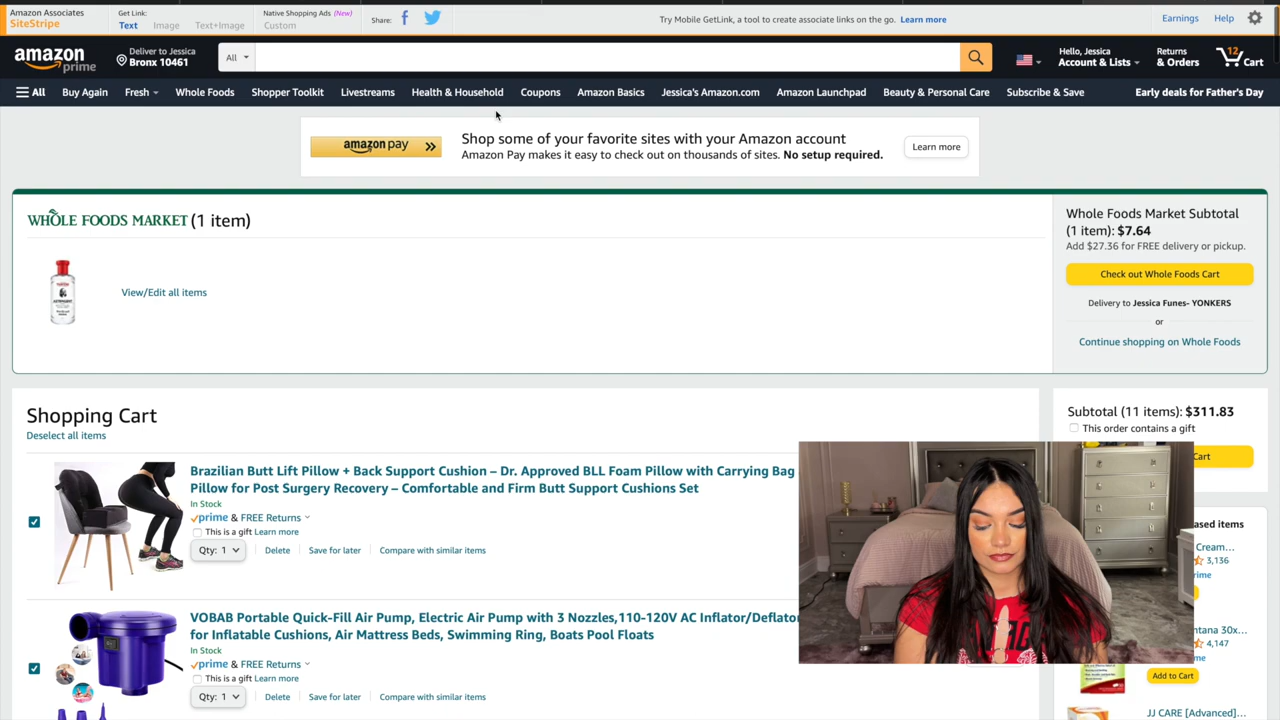 Amazon Associates
SiteStripe
Get Link:
Text
Image
Text+Image
Native Shopping Ads (New)
Custom
Share:
Try Mobile GetLink, a tool to create associate links on the go. Learn more
Earnings
Help
amazon
prime
Deliver to Jessica
Bronx 10461
All
Hello, Jessica
Account & Lists
Returns
& Orders
12
Cart
All
Buy Again
Fresh
Whole Foods
Shopper Toolkit
Livestreams
Health & Household
Coupons
Amazon Basics
Jessica's Amazon.com
Amazon Launchpad
Beauty & Personal Care
Subscribe & Save
Early deals for Father's Day
amazon pay
Shop some of your favorite sites with your Amazon account
Amazon Pay makes it easy to check out on thousands of sites. No setup required.
Learn more
WHOLE FOODS MARKET (1 item)
View/Edit all items
Whole Foods Market Subtotal
(1 item): $7.64
Add $27.36 for FREE delivery or pickup.
Check out Whole Foods Cart
Delivery to Jessica Funes- YONKERS
or
Continue shopping on Whole Foods
Shopping Cart
Deselect all items
Subtotal (11 items): $311.83
This order contains a gift
Cart
Brazilian Butt Lift Pillow + Back Support Cushion – Dr. Approved BLL Foam Pillow with Carrying Bag
Pillow for Post Surgery Recovery – Comfortable and Firm Butt Support Cushions Set
In Stock
prime & FREE Returns
This is a gift Learn more
Qty: 1
Delete
Save for later
Compare with similar items
VOBAB Portable Quick-Fill Air Pump, Electric Air Pump with 3 Nozzles,110-120V AC Inflator/Deflator
for Inflatable Cushions, Air Mattress Beds, Swimming Ring, Boats Pool Floats
In Stock
prime & FREE Returns
This is a gift Learn more
Qty: 1
Delete
Save for later
Compare with similar items
ased items
Cream...
3,136
ime
ntana 30x...
4,147
me
Add to Cart
JJ CARE [Advanced]...